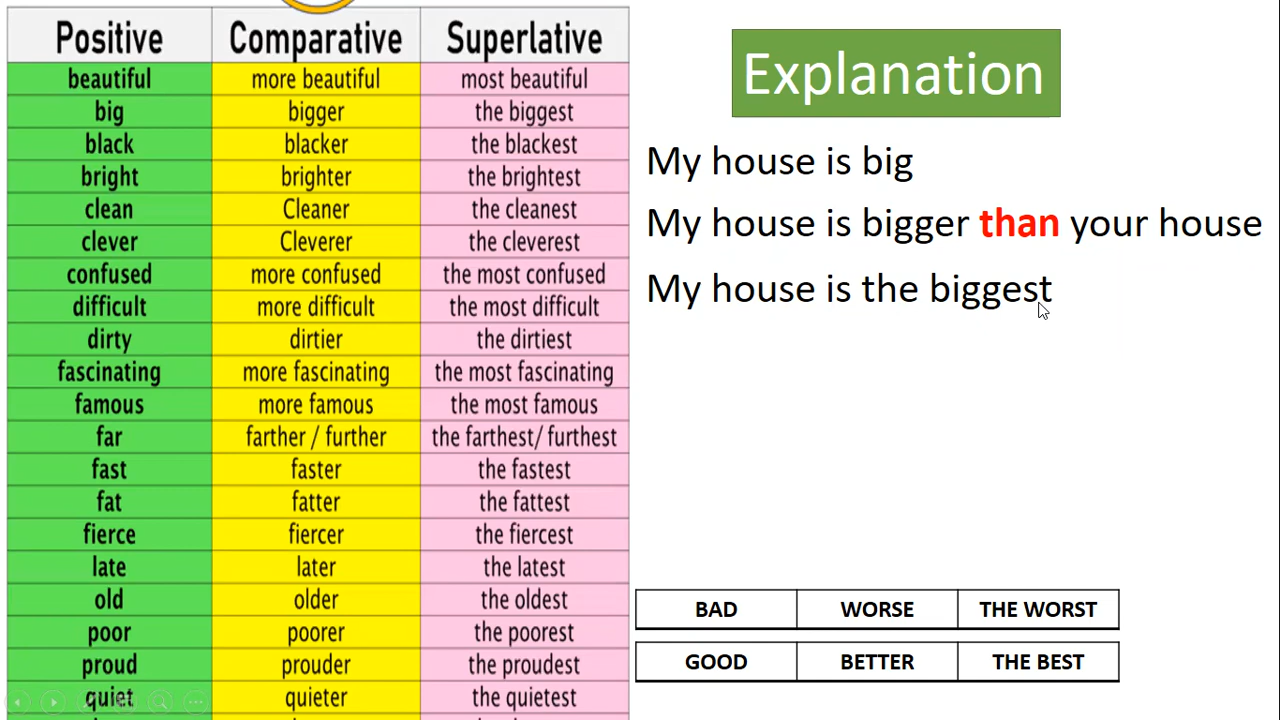 Positive Comparative Superlative
beautiful more beautiful most beautiful
big bigger the biggest
black blacker the blackest
bright brighter the brightest
clean Cleaner the cleanest
clever Cleverer the cleverest
confused more confused the most confused
difficult more difficult the most difficult
dirty dirtier the dirtiest
fascinating more fascinating the most fascinating
famous more famous the most famous
far farther / further the farthest/ furthest
fast faster the fastest
fat fatter the fattest
fierce fiercer the fiercest
late later the latest
old older the oldest
poor poorer the poorest
proud prouder the proudest
quiet quieter the quietest
Explanation
My house is big
My house is bigger than your house
My house is the biggest
BAD WORSE THE WORST
GOOD BETTER THE BEST